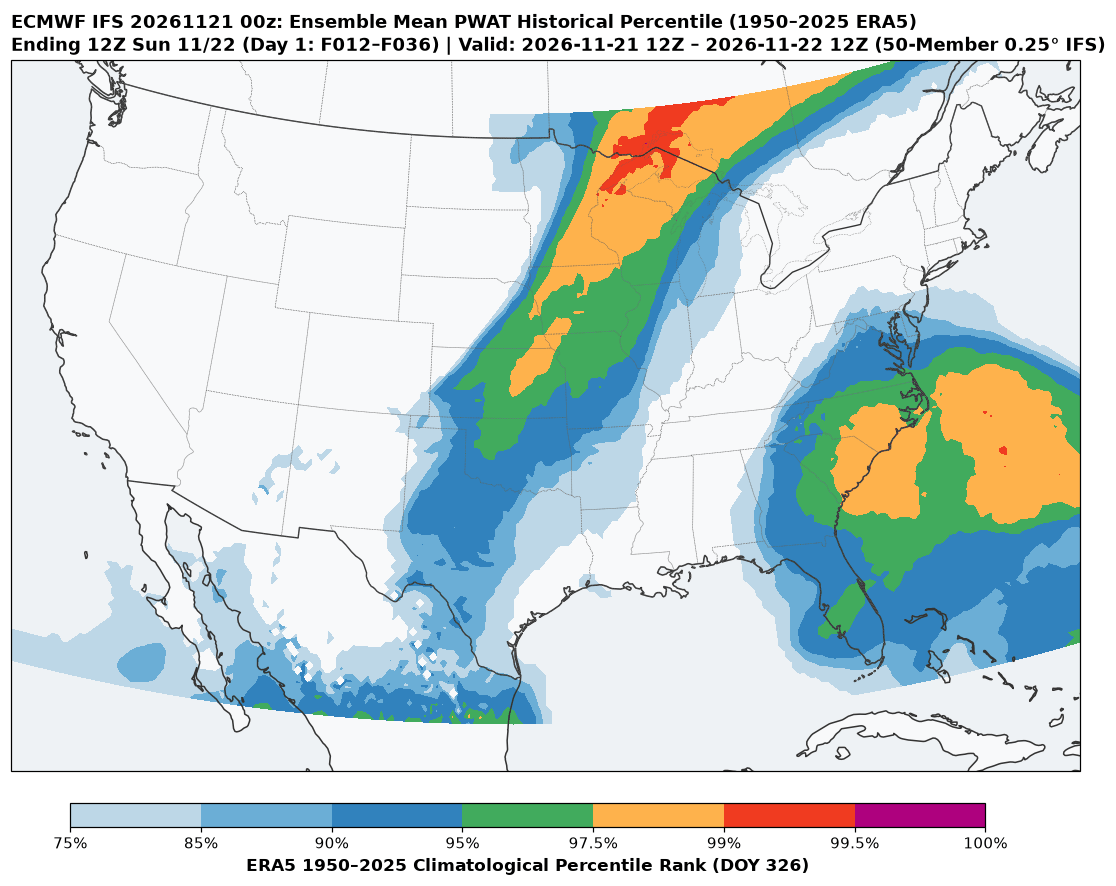 ECMWF IFS 20261121 00z: Ensemble Mean PWAT Historical Percentile (1950–2025 ERA5)
Ending 12Z Sun 11/22 (Day 1: F012–F036) | Valid: 2026-11-21 12Z – 2026-11-22 12Z (50-Member 0.25° IFS)
75% 85% 90% 95% 97.5% 99% 99.5% 100%
ERA5 1950–2025 Climatological Percentile Rank (DOY 326)